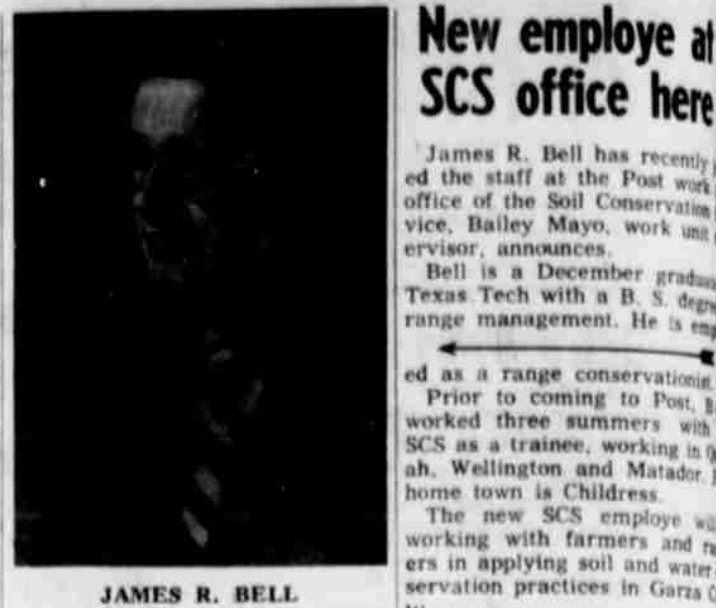 JAMES R. BELL
New employe at
SCS office here
James R. Bell has recently
ed the staff at the Post work
office of the Soil Conservation
vice, Bailey Mayo, work unit
ervisor, announces.
Bell is a December
Texas Tech with a B. S.
range management. He is
ed as a range conservationist.
Prior to coming to Post,
worked three summers with
SCS as a trainee, working in
ah, Wellington and Matador.
home town is Childress.
The new SCS employe
working with farmers and
ers in applying soil and water
servation practices in Garza